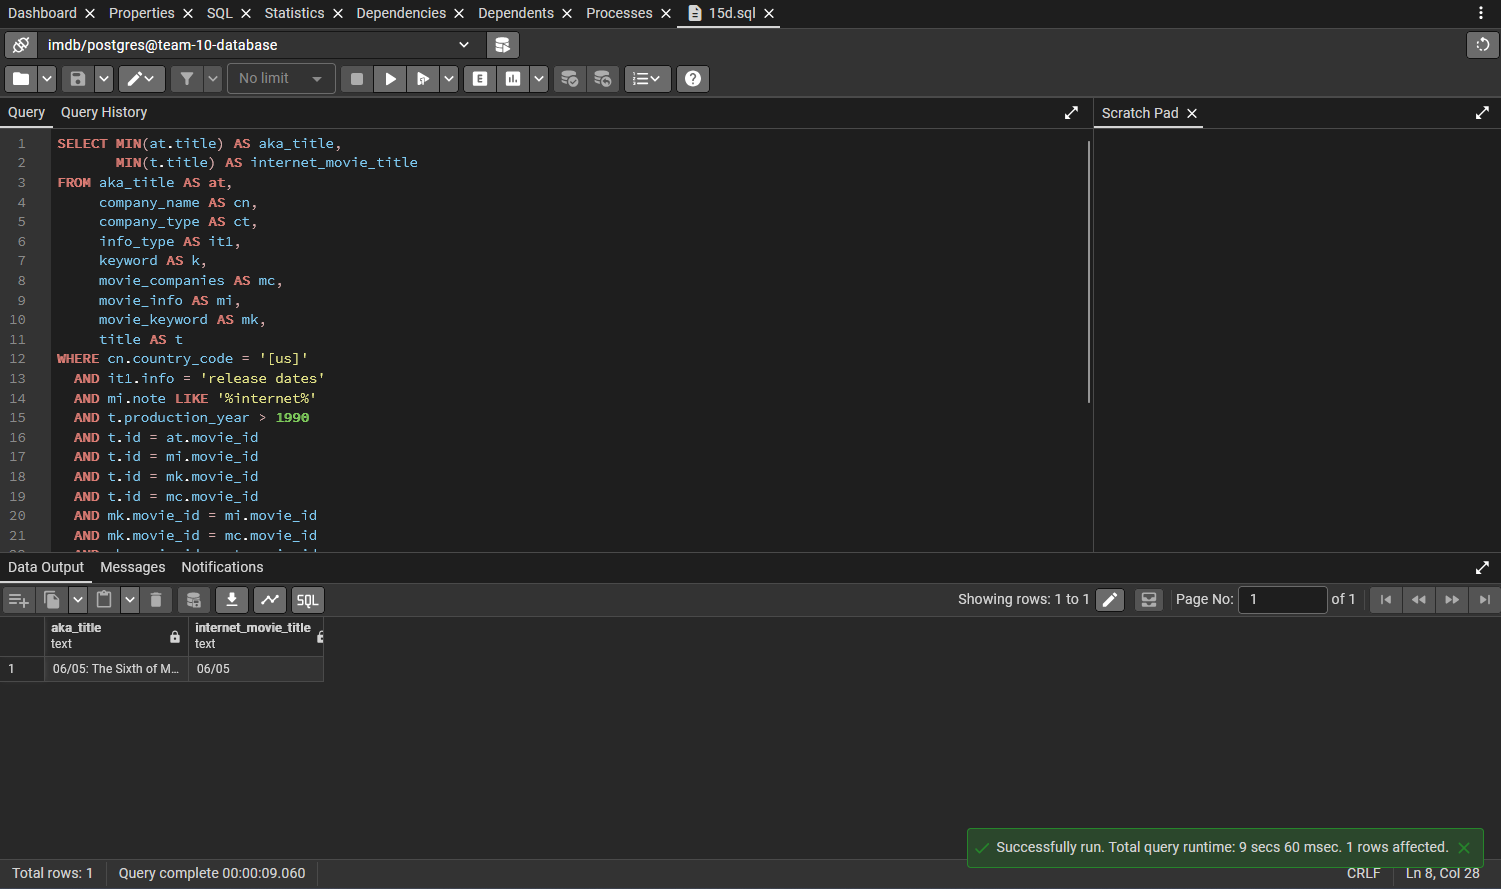 Dashboard Properties SQL Statistics Dependencies Dependents Processes 15d.sql
imdb/postgres@team-10-database
No limit E ?
Query Query History Scratch Pad
1 SELECT MIN(at.title) AS aka_title,
2 MIN(t.title) AS internet_movie_title
3 FROM aka_title AS at,
4 company_name AS cn,
5 company_type AS ct,
6 info_type AS it1,
7 keyword AS k,
8 movie_companies AS mc,
9 movie_info AS mi,
10 movie_keyword AS mk,
11 title AS t
12 WHERE cn.country_code = '[us]'
13 AND it1.info = 'release dates'
14 AND mi.note LIKE '%internet%'
15 AND t.production_year > 1990
16 AND t.id = at.movie_id
17 AND t.id = mi.movie_id
18 AND t.id = mk.movie_id
19 AND t.id = mc.movie_id
20 AND mk.movie_id = mi.movie_id
21 AND mk.movie_id = mc.movie_id
Data Output Messages Notifications
SQL Showing rows: 1 to 1 Page No: 1 of 1
aka_title internet_movie_title
text text
1 06/05: The Sixth of M... 06/05
Successfully run. Total query runtime: 9 secs 60 msec. 1 rows affected.
Total rows: 1 Query complete 00:00:09.060 CRLF Ln 8, Col 28